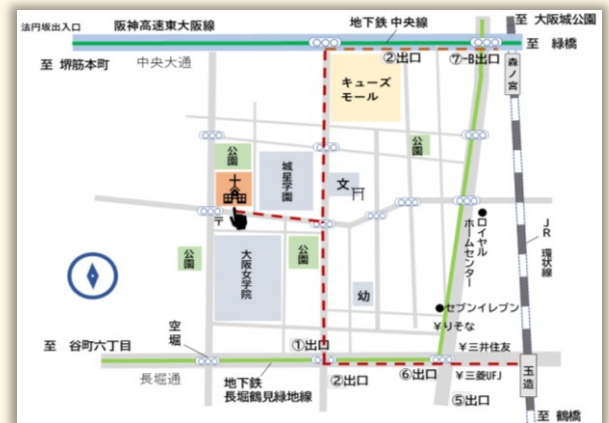 法円坂出入口
阪神高速東大阪線
地下鉄 中央線
至 大阪城公園
至 緑橋
至 堺筋本町
中央大通
②出口
⑦-B出口
森ノ宮
キューズ
モール
公園
公園
城星学園
文
〒
大阪女学院
公園
公園
幼
ロイヤル
ホームセンター
JR 環状線
セブンイレブン
¥りそな
空堀
①出口
¥三井住友
至 谷町六丁目
長堀通
地下鉄
長堀鶴見緑地線
②出口
⑥出口
¥三菱UFJ
⑤出口
玉造
至 鶴橋